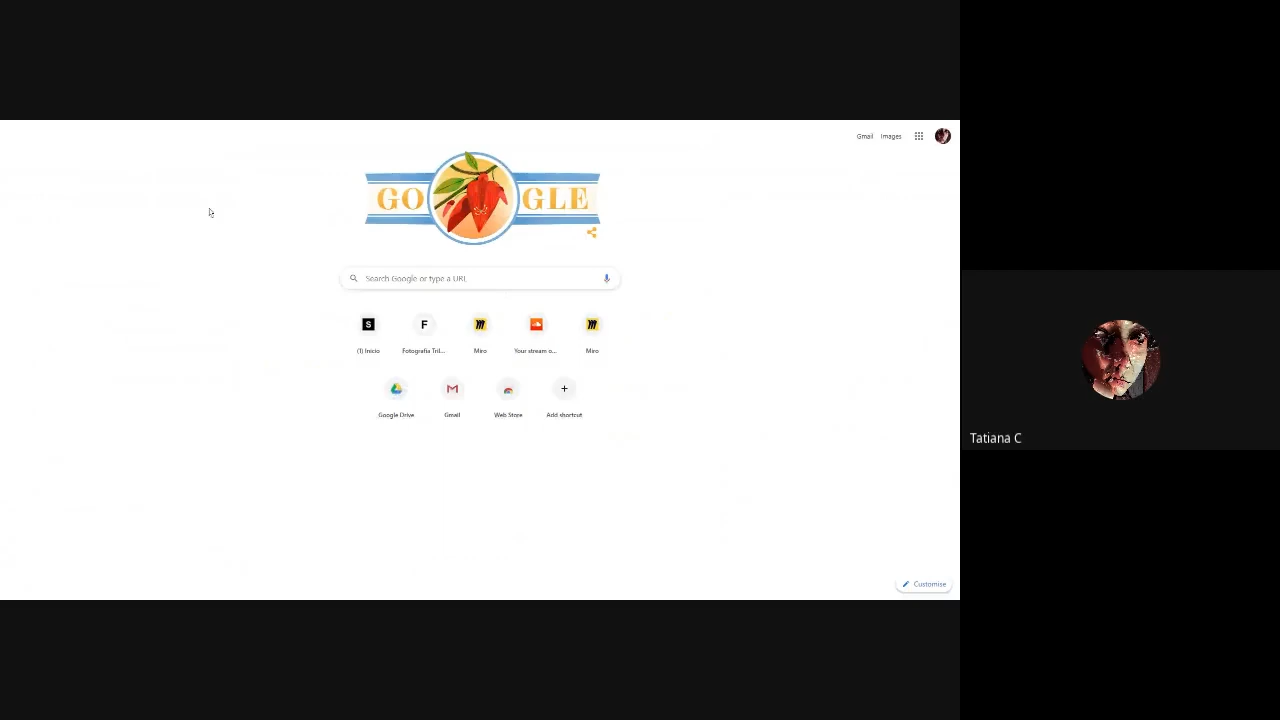 Gmail Images
GO GLE
Search Google or type a URL
S F
(1) Inicio Fotografia Tril... Miro Your stream o... Miro
Google Drive Gmail Web Store Add shortcut
Tatiana C
Customise